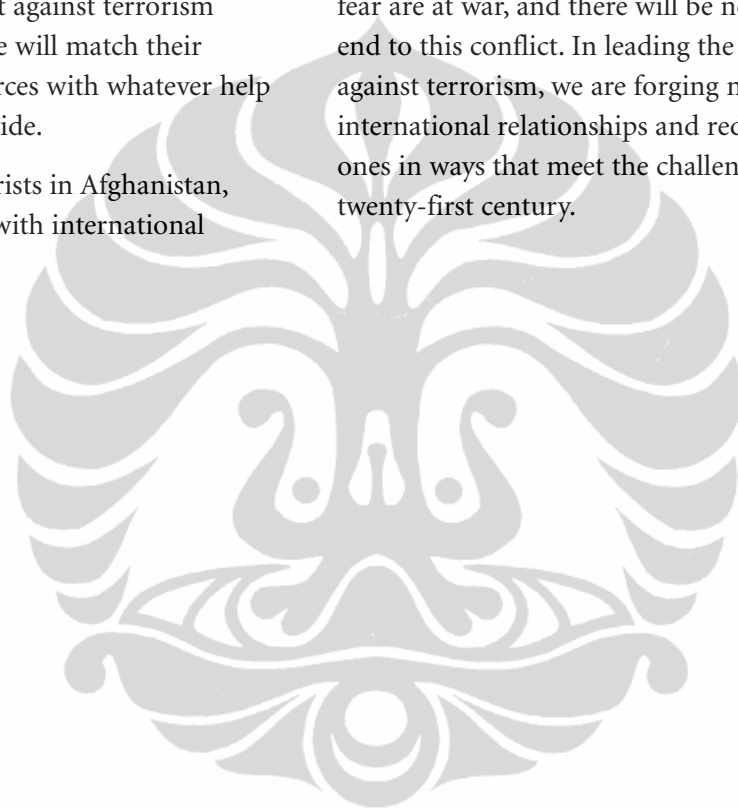 t against terrorism
e will match their
rces with whatever help
ide.
rists in Afghanistan,
with international
fear are at war, and there will be no
end to this conflict. In leading the
against terrorism, we are forging n
international relationships and rec
ones in ways that meet the challen
twenty-first century.